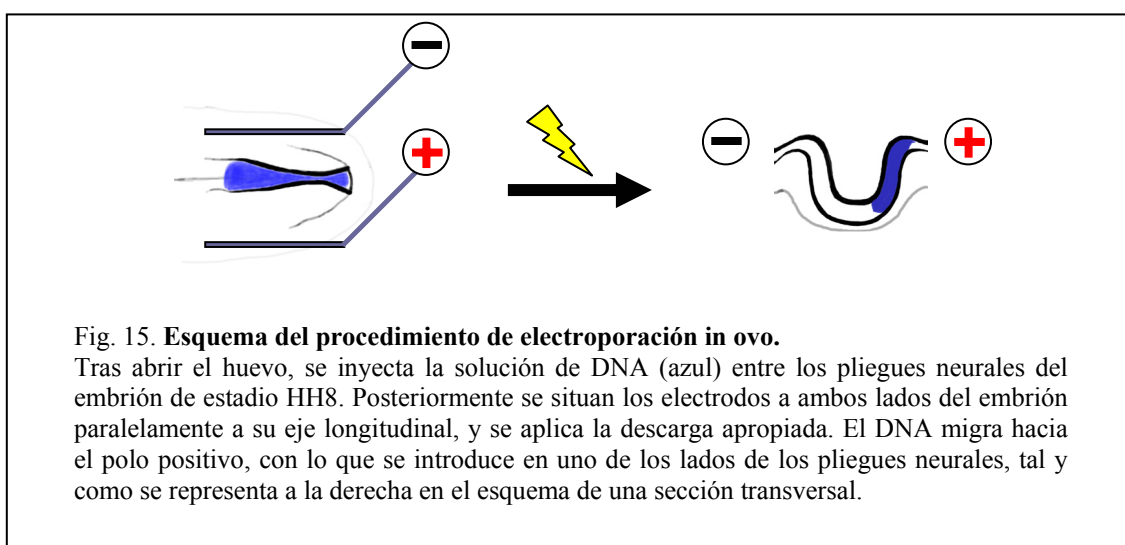 Fig. 15. Esquema del procedimiento de electroporación in ovo.
Tras abrir el huevo, se inyecta la solución de DNA (azul) entre los pliegues neurales del
embrión de estadio HH8. Posteriormente se situan los electrodos a ambos lados del embrión
paralelamente a su eje longitudinal, y se aplica la descarga apropiada. El DNA migra hacia
el polo positivo, con lo que se introduce en uno de los lados de los pliegues neurales, tal y
como se representa a la derecha en el esquema de una sección transversal.